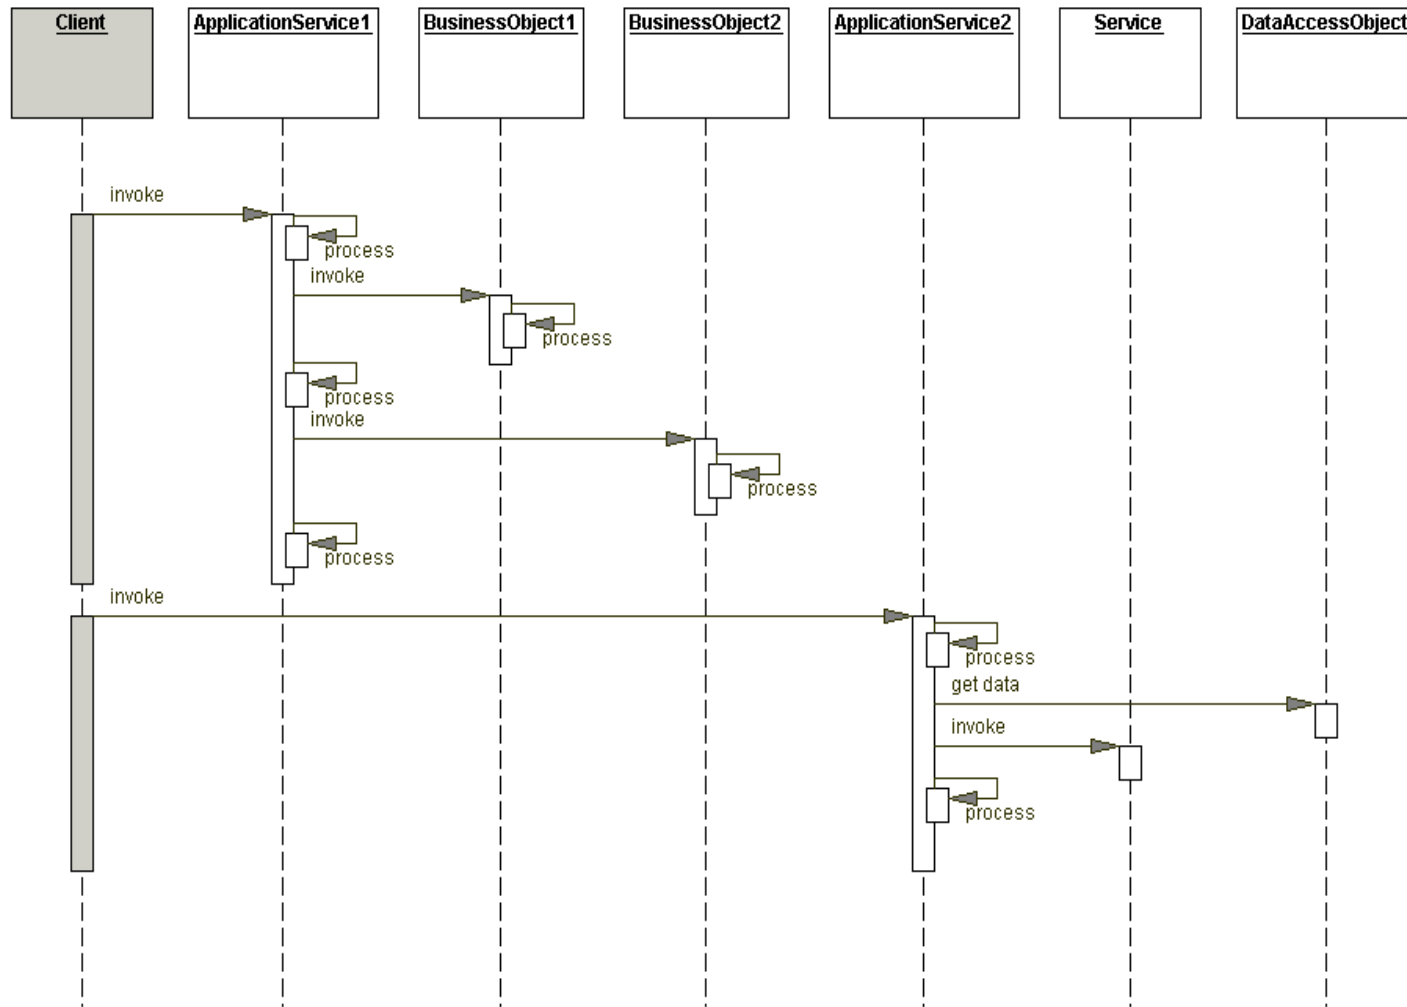 Client
ApplicationService1
BusinessObject1
BusinessObject2
ApplicationService2
Service
DataAccessObject
invoke
process
invoke
process
process
invoke
process
process
invoke
process
get data
invoke
process